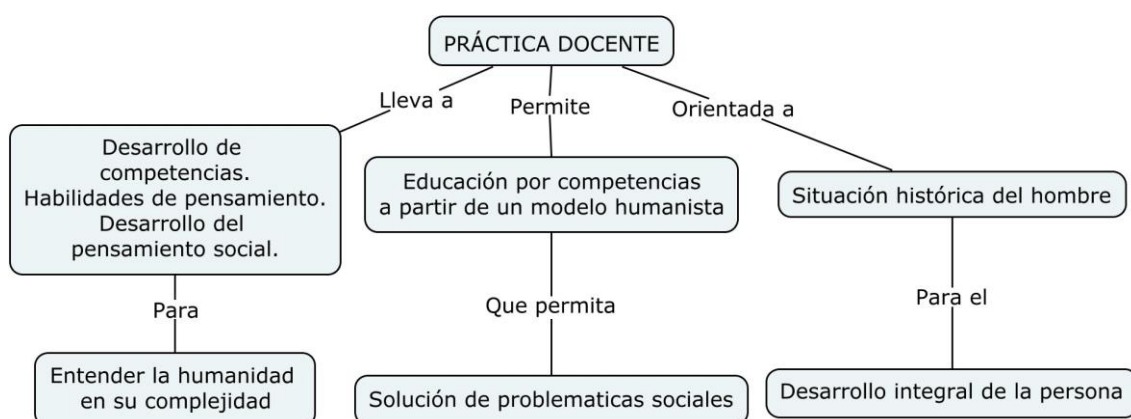 PRÁCTICA DOCENTE
Lleva a
Permite
Orientada a
Desarrollo de
competencias.
Habilidades de pensamiento.
Desarrollo del
pensamiento social.
Educación por competencias
a partir de un modelo humanista
Situación histórica del hombre
Para
Que permita
Para el
Entender la humanidad
en su complejidad
Solución de problematicas sociales
Desarrollo integral de la persona